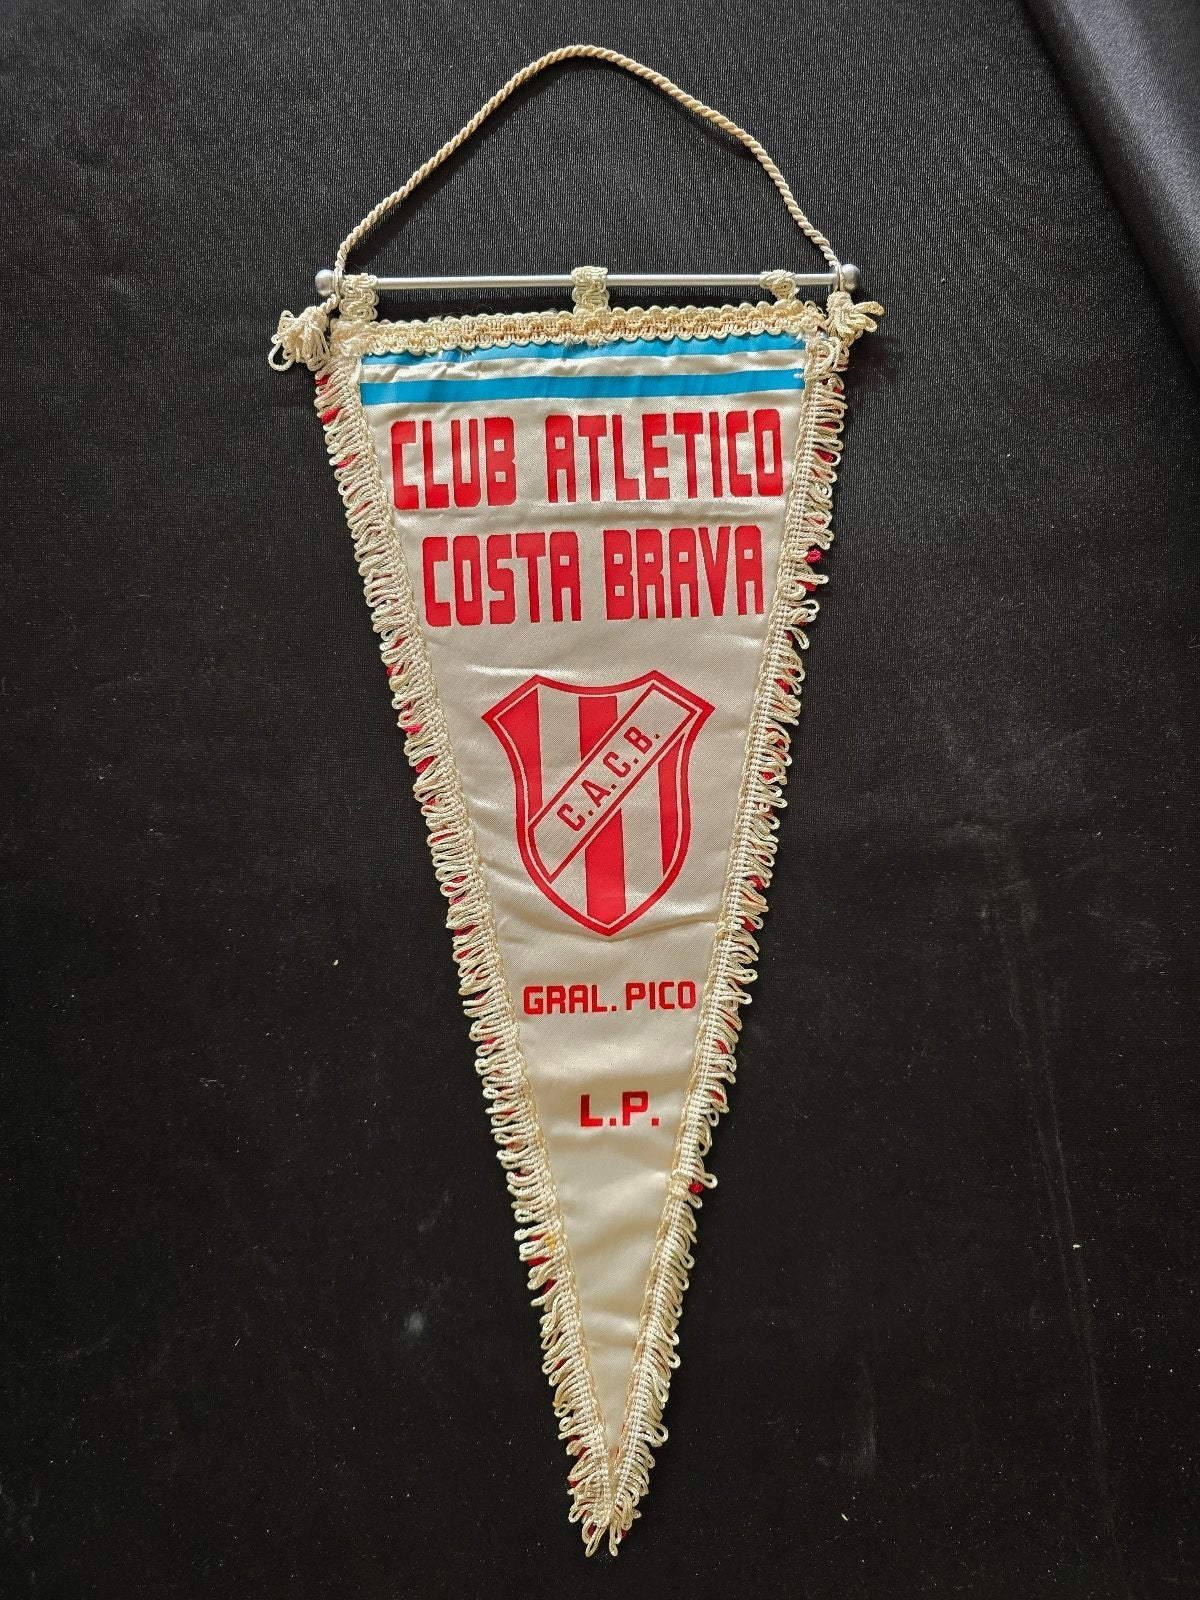 CLUB ATLETICO
COSTA BRAVA
C.A.C.B.
GRAL. PICO
L.P.